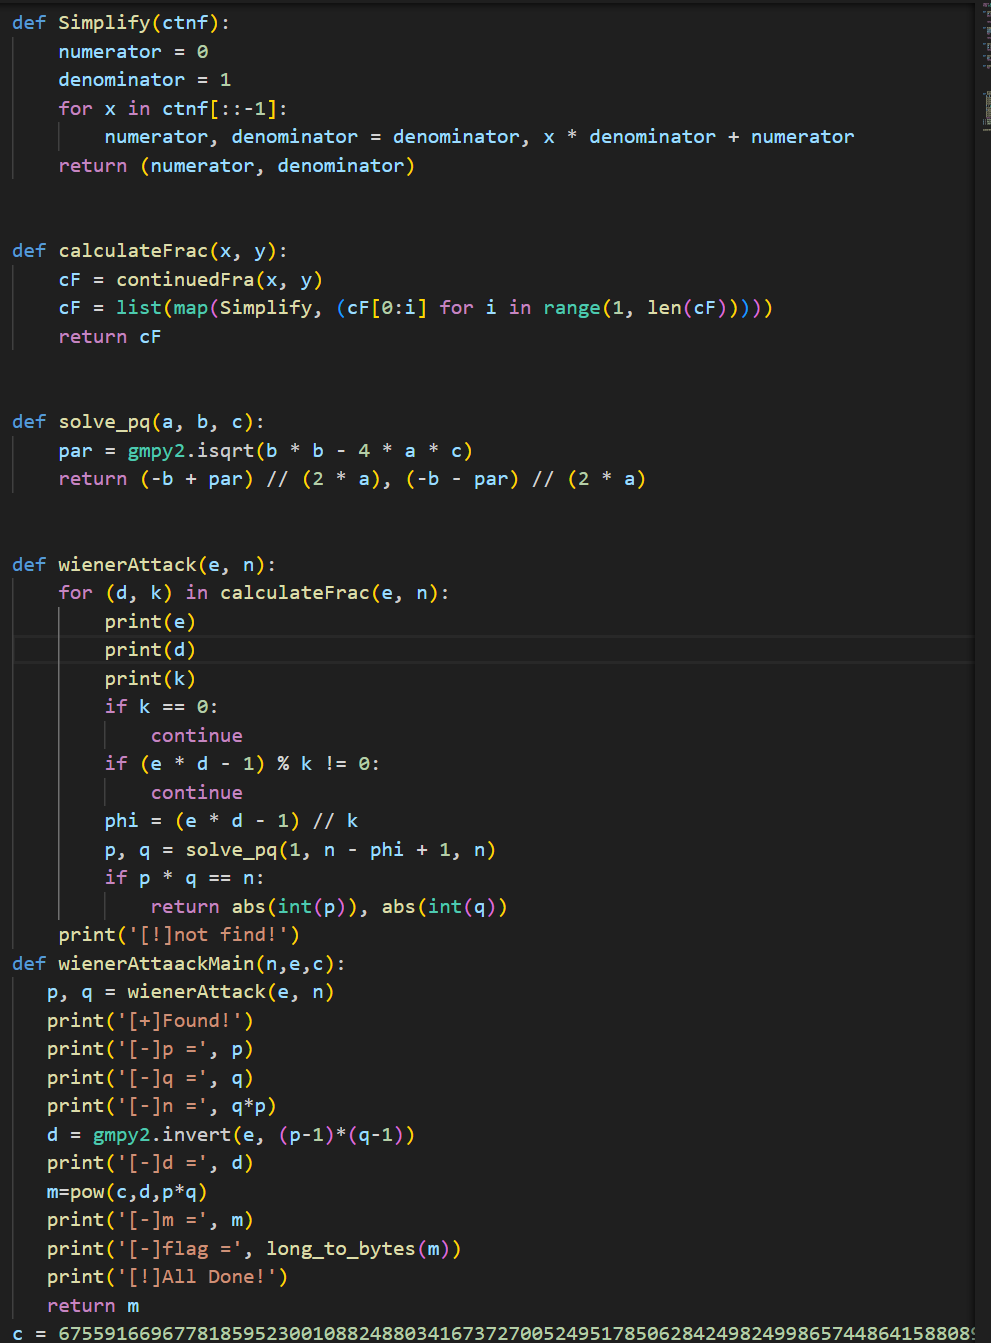 def Simplify(ctnf):
    numerator = 0
    denominator = 1
    for x in ctnf[::-1]:
        numerator, denominator = denominator, x * denominator + numerator
    return (numerator, denominator)
def calculateFrac(x, y):
    cF = continuedFra(x, y)
    cF = list(map(Simplify, (cF[0:i] for i in range(1, len(cF)))))
    return cF
def solve_pq(a, b, c):
    par = gmpy2.isqrt(b * b - 4 * a * c)
    return (-b + par) // (2 * a), (-b - par) // (2 * a)
def wienerAttack(e, n):
    for (d, k) in calculateFrac(e, n):
        print(e)
        print(d)
        print(k)
        if k == 0:
            continue
        if (e * d - 1) % k != 0:
            continue
        phi = (e * d - 1) // k
        p, q = solve_pq(1, n - phi + 1, n)
        if p * q == n:
            return abs(int(p)), abs(int(q))
    print('[!]not find!')
def wienerAttaackMain(n,e,c):
   p, q = wienerAttack(e, n)
   print('[+]Found!')
   print('[-]p =', p)
   print('[-]q =', q)
   print('[-]n =', q*p)
   d = gmpy2.invert(e, (p-1)*(q-1))
   print('[-]d =', d)
   m=pow(c,d,p*q)
   print('[-]m =', m)
   print('[-]flag =', long_to_bytes(m))
   print('[!]All Done!')
   return m
c = 67559166967781859523001088248803416737270052495178506284249824998657448641588089